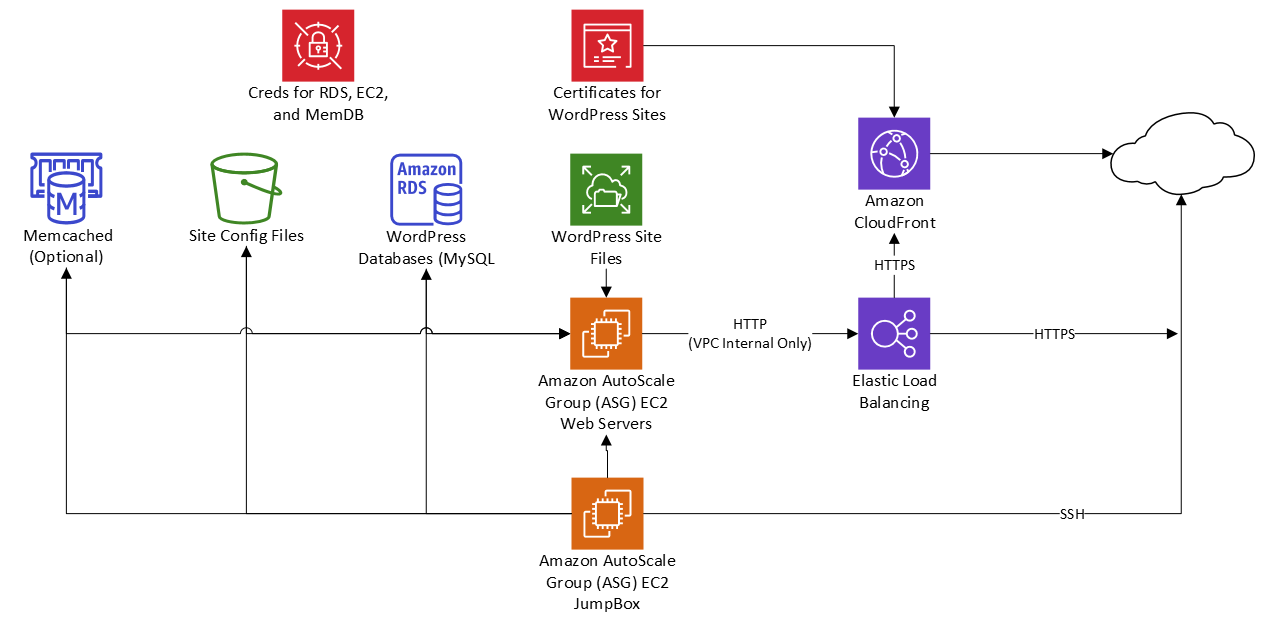 Creds for RDS, EC2,
and MemDB
Certificates for
WordPress Sites
Amazon
RDS
M
Memcached
(Optional)
Site Config Files
WordPress
Databases (MySQL
WordPress Site
Files
Amazon
CloudFront
HTTPS
HTTP
(VPC Internal Only)
HTTPS
Amazon AutoScale
Group (ASG) EC2
Web Servers
Elastic Load
Balancing
SSH
Amazon AutoScale
Group (ASG) EC2
JumpBox